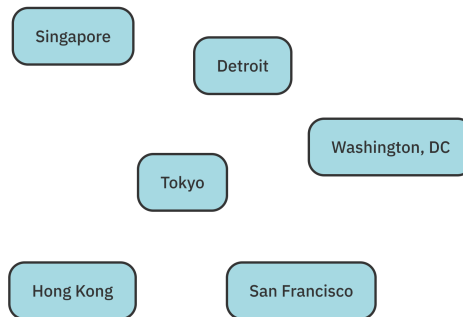 Singapore
Detroit
Washington, DC
Tokyo
Hong Kong
San Francisco